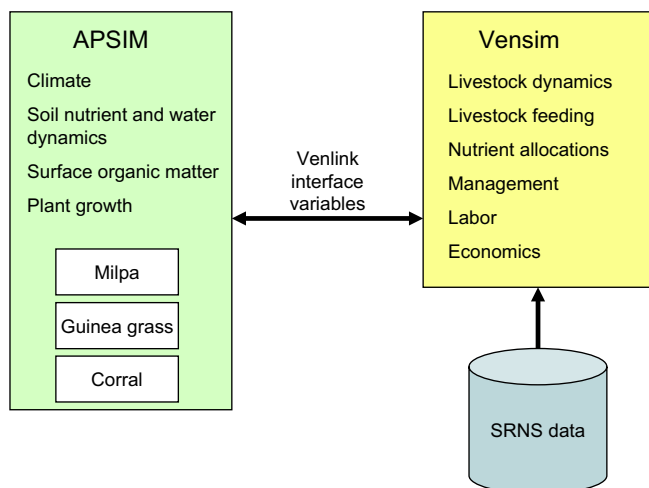 APSIM
Climate
Soil nutrient and water
dynamics
Surface organic matter
Plant growth
Milpa
Guinea grass
Corral
Venlink
interface
variables
Vensim
Livestock dynamics
Livestock feeding
Nutrient allocations
Management
Labor
Economics
SRNS data